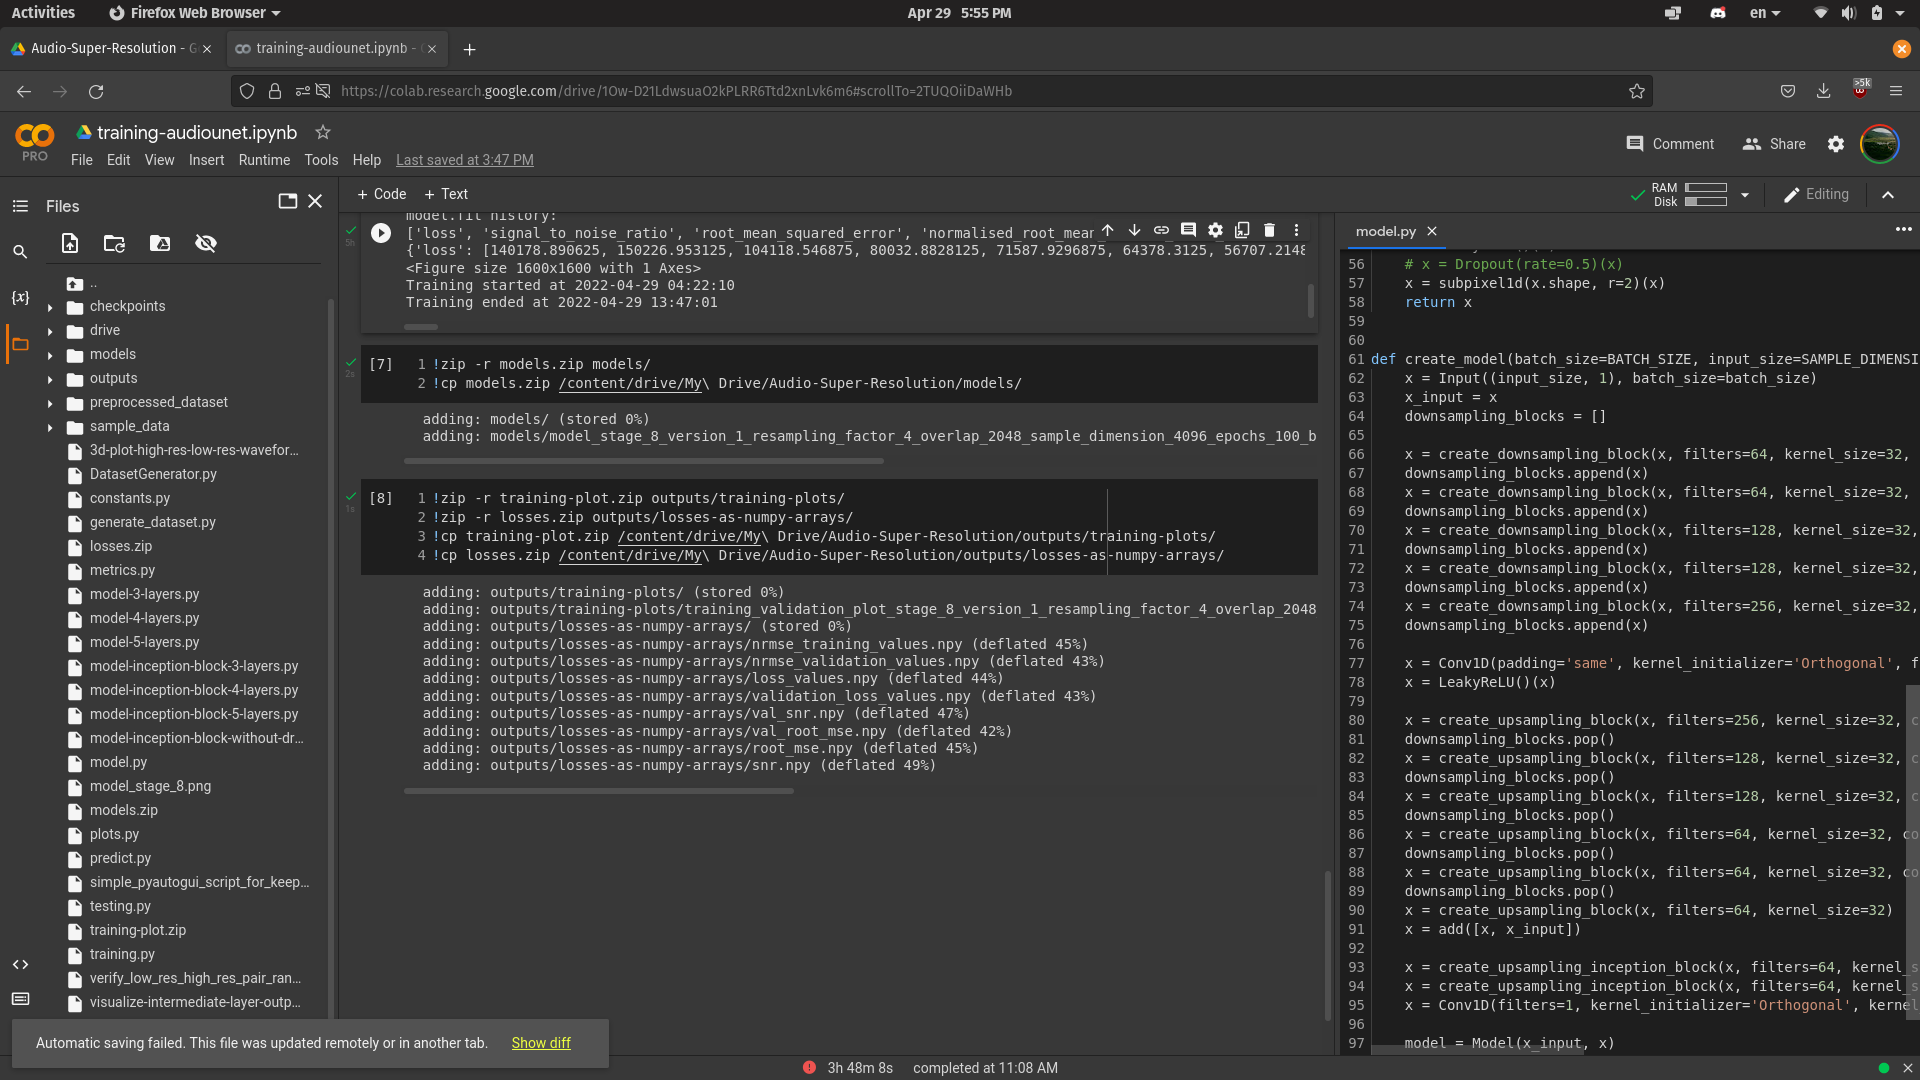 Activities
Firefox Web Browser
Apr 29 5:55 PM
en
Audio-Super-Resolution - G
training-audiounet.ipynb -
https://colab.research.google.com/drive/1Ow-D21LdwsuaO2kPLRR6Ttd2xnLvk6m6#scrollTo=2TUQOiiDaWHb
>5k
PRO
training-audiounet.ipynb
File Edit View Insert Runtime Tools Help Last saved at 3:47 PM
Comment
Share
+ Code + Text
RAM
Disk
Editing
Files
..
checkpoints
drive
models
outputs
preprocessed_dataset
sample_data
3d-plot-high-res-low-res-wavefor...
DatasetGenerator.py
constants.py
generate_dataset.py
losses.zip
metrics.py
model-3-layers.py
model-4-layers.py
model-5-layers.py
model-inception-block-3-layers.py
model-inception-block-4-layers.py
model-inception-block-5-layers.py
model-inception-block-without-dr...
model.py
model_stage_8.png
models.zip
plots.py
predict.py
simple_pyautogui_script_for_keep...
testing.py
training-plot.zip
training.py
verify_low_res_high_res_pair_ran...
visualize-intermediate-layer-outp...
5h
model.fit history:
['loss', 'signal_to_noise_ratio', 'root_mean_squared_error', 'normalised_root_mear
{'loss': [140178.890625, 150226.953125, 104118.546875, 80032.8828125, 71587.9296875, 64378.3125, 56707.2148
<Figure size 1600x1600 with 1 Axes>
Training started at 2022-04-29 04:22:10
Training ended at 2022-04-29 13:47:01
2s
[7]
1 !zip -r models.zip models/
2 !cp models.zip /content/drive/My\ Drive/Audio-Super-Resolution/models/
adding: models/ (stored 0%)
adding: models/model_stage_8_version_1_resampling_factor_4_overlap_2048_sample_dimension_4096_epochs_100_b
1s
[8]
1 !zip -r training-plot.zip outputs/training-plots/
2 !zip -r losses.zip outputs/losses-as-numpy-arrays/
3 !cp training-plot.zip /content/drive/My\ Drive/Audio-Super-Resolution/outputs/training-plots/
4 !cp losses.zip /content/drive/My\ Drive/Audio-Super-Resolution/outputs/losses-as-numpy-arrays/
adding: outputs/training-plots/ (stored 0%)
adding: outputs/training-plots/training_validation_plot_stage_8_version_1_resampling_factor_4_overlap_2048
adding: outputs/losses-as-numpy-arrays/ (stored 0%)
adding: outputs/losses-as-numpy-arrays/nrmse_training_values.npy (deflated 45%)
adding: outputs/losses-as-numpy-arrays/nrmse_validation_values.npy (deflated 43%)
adding: outputs/losses-as-numpy-arrays/loss_values.npy (deflated 44%)
adding: outputs/losses-as-numpy-arrays/validation_loss_values.npy (deflated 43%)
adding: outputs/losses-as-numpy-arrays/val_snr.npy (deflated 47%)
adding: outputs/losses-as-numpy-arrays/val_root_mse.npy (deflated 42%)
adding: outputs/losses-as-numpy-arrays/root_mse.npy (deflated 45%)
adding: outputs/losses-as-numpy-arrays/snr.npy (deflated 49%)
model.py
56 # x = Dropout(rate=0.5)(x)
57 x = subpixel1d(x.shape, r=2)(x)
58 return x
59
60
61 def create_model(batch_size=BATCH_SIZE, input_size=SAMPLE_DIMENSI
62 x = Input((input_size, 1), batch_size=batch_size)
63 x_input = x
64 downsampling_blocks = []
65
66 x = create_downsampling_block(x, filters=64, kernel_size=32,
67 downsampling_blocks.append(x)
68 x = create_downsampling_block(x, filters=64, kernel_size=32,
69 downsampling_blocks.append(x)
70 x = create_downsampling_block(x, filters=128, kernel_size=32,
71 downsampling_blocks.append(x)
72 x = create_downsampling_block(x, filters=128, kernel_size=32,
73 downsampling_blocks.append(x)
74 x = create_downsampling_block(x, filters=256, kernel_size=32,
75 downsampling_blocks.append(x)
76
77 x = Conv1D(padding='same', kernel_initializer='Orthogonal', f
78 x = LeakyReLU()(x)
79
80 x = create_upsampling_block(x, filters=256, kernel_size=32, c
81 downsampling_blocks.pop()
82 x = create_upsampling_block(x, filters=128, kernel_size=32, c
83 downsampling_blocks.pop()
84 x = create_upsampling_block(x, filters=128, kernel_size=32, c
85 downsampling_blocks.pop()
86 x = create_upsampling_block(x, filters=64, kernel_size=32, co
87 downsampling_blocks.pop()
88 x = create_upsampling_block(x, filters=64, kernel_size=32, co
89 downsampling_blocks.pop()
90 x = create_upsampling_block(x, filters=64, kernel_size=32)
91 x = add([x, x_input])
92
93 x = create_upsampling_inception_block(x, filters=64, kernel_s
94 x = create_upsampling_inception_block(x, filters=64, kernel_s
95 x = Conv1D(filters=1, kernel_initializer='Orthogonal', kernel
96
97 model = Model(x_input, x)
Automatic saving failed. This file was updated remotely or in another tab. Show diff
3h 48m 8s completed at 11:08 AM